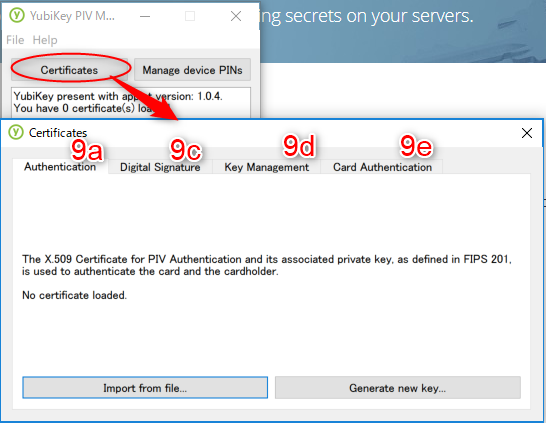 YubiKey PIV M...
ng secrets on your servers.
File Help
Certificates Manage device PINs
YubiKey present with app t version: 1.0.4.
You have 0 certificate(s) loa
Certificates
9a 9c 9d 9e
Authentication Digital Signature Key Management Card Authentication
The X.509 Certificate for PIV Authentication and its associated private key, as defined in FIPS 201,
is used to authenticate the card and the cardholder.
No certificate loaded.
Import from file... Generate new key...